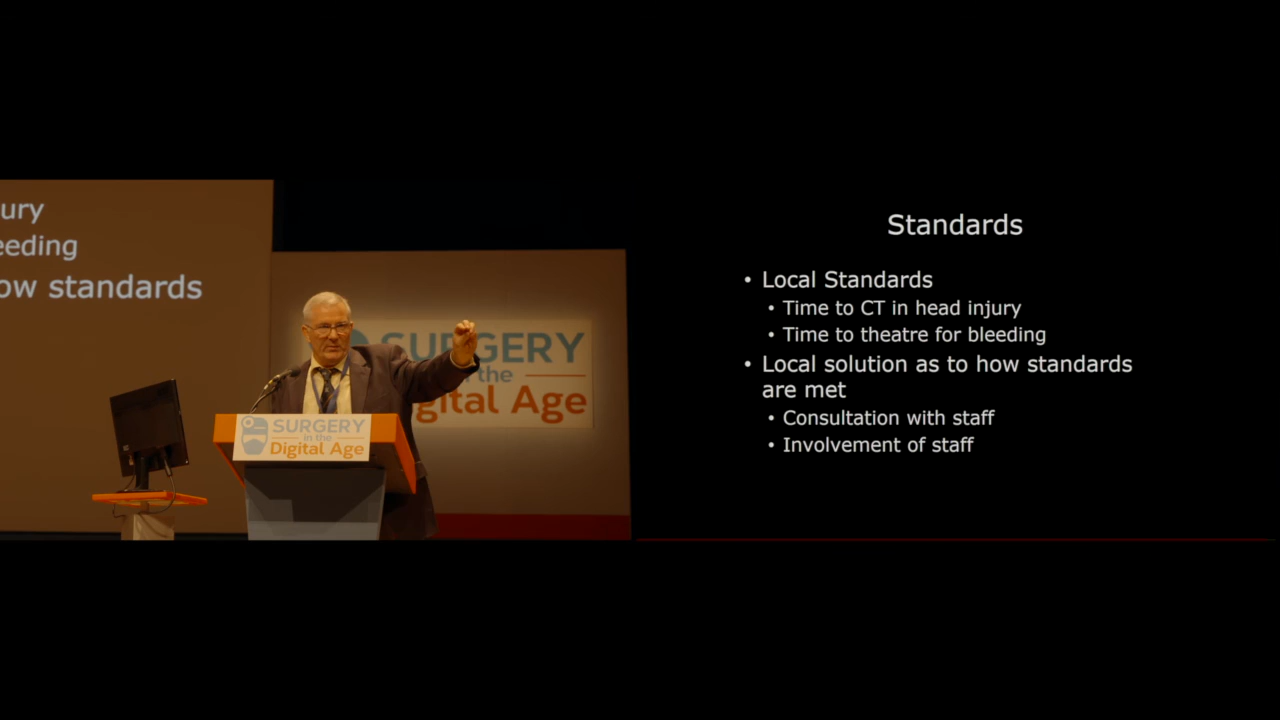 ury
eeding
ow standards
SURGERY
the
gital Age
SURGERY
in the
Digital Age
Standards
• Local Standards
• Time to CT in head injury
• Time to theatre for bleeding
• Local solution as to how standards
are met
• Consultation with staff
• Involvement of staff